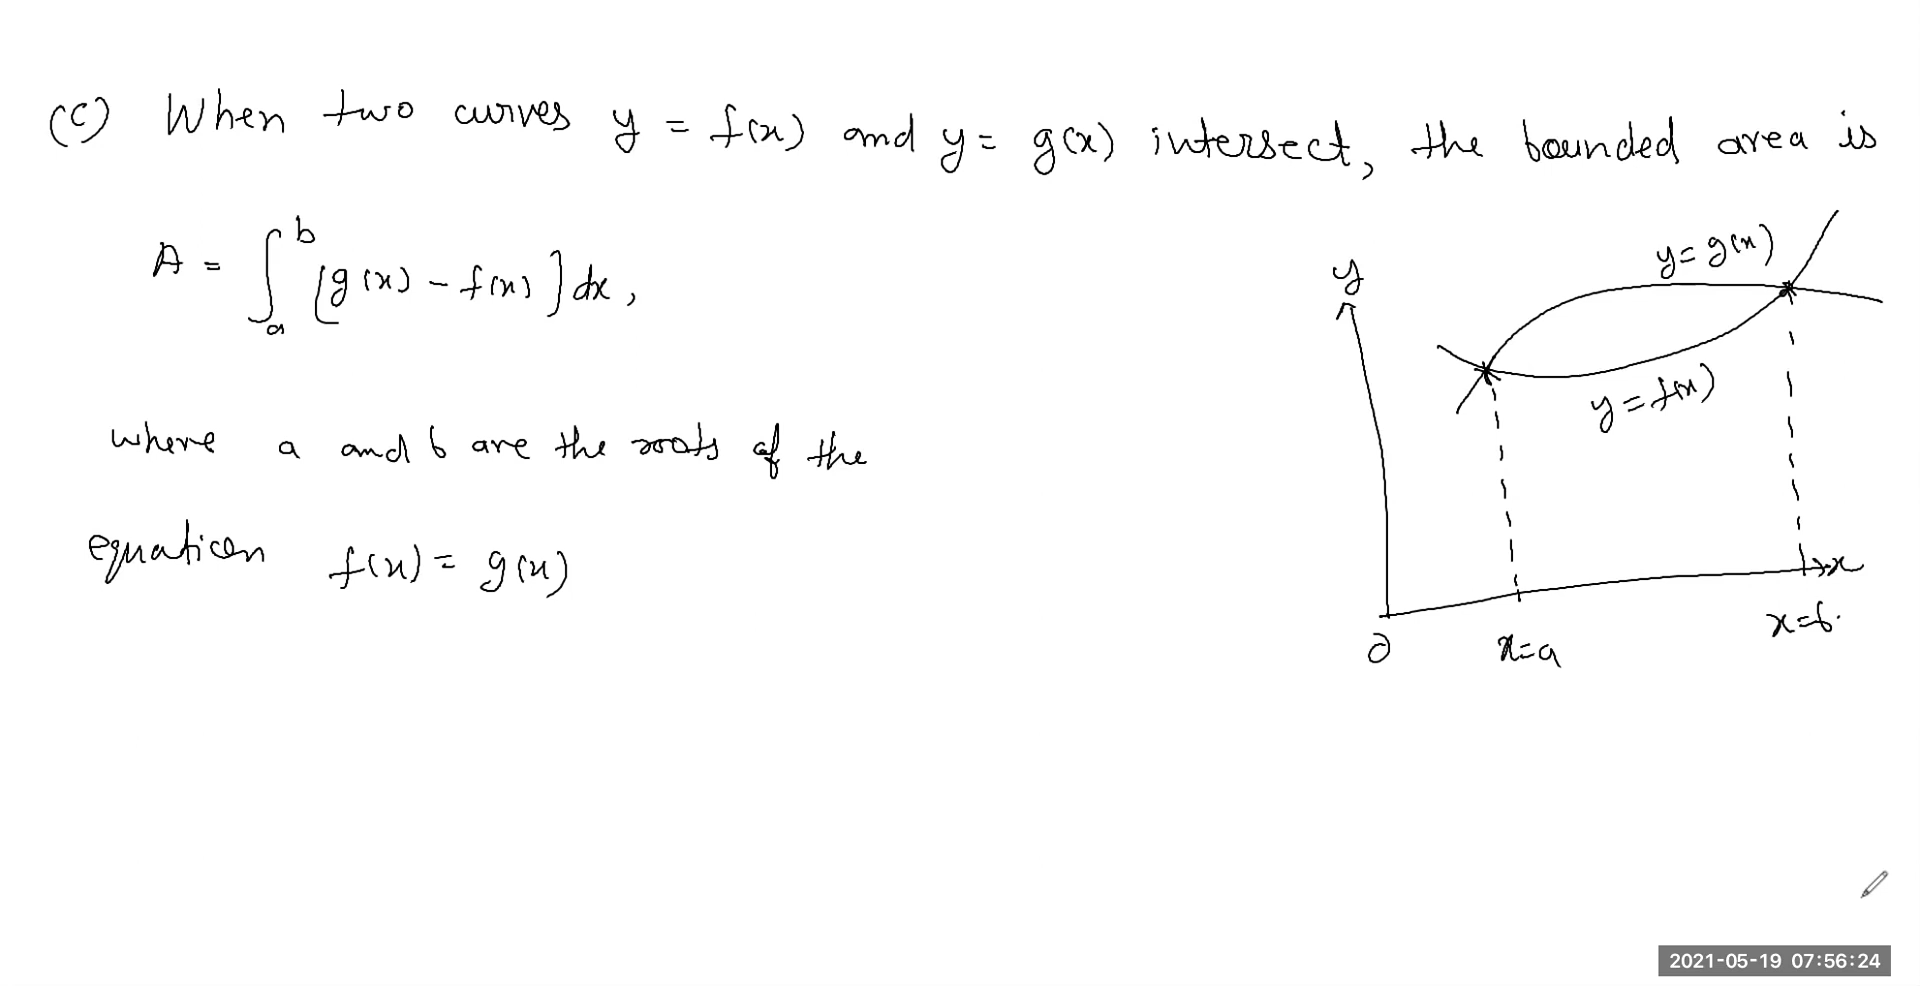 (c) When two curves y = f(x) and y = g(x) intersect, the bounded area is
A = ∫_a^b [g(x) - f(x)] dx,
where a and b are the roots of the
equation f(x) = g(x)
y
y = g(x)
y = f(x)
x
0
x=a
x=b.
2021-05-19 07:56:24